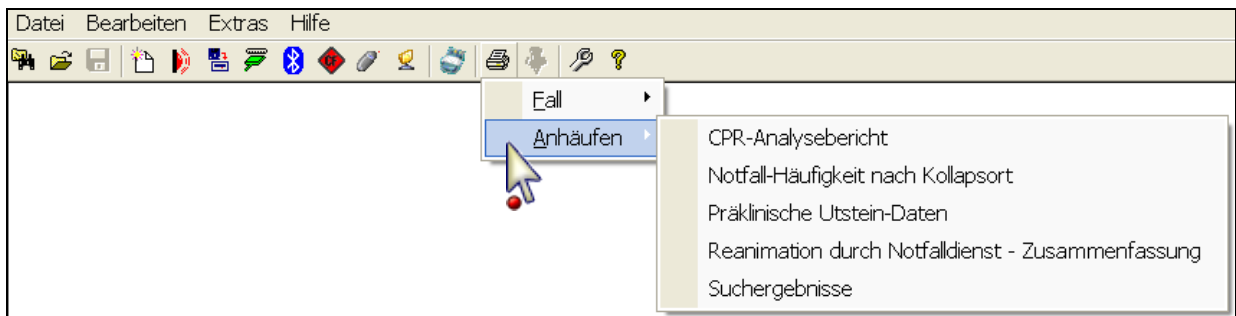 Datei Bearbeiten Extras Hilfe
CF
Fall
Anhäufen
CPR-Analysebericht
Notfall-Häufigkeit nach Kollapsort
Präklinische Utstein-Daten
Reanimation durch Notfalldienst - Zusammenfassung
Suchergebnisse